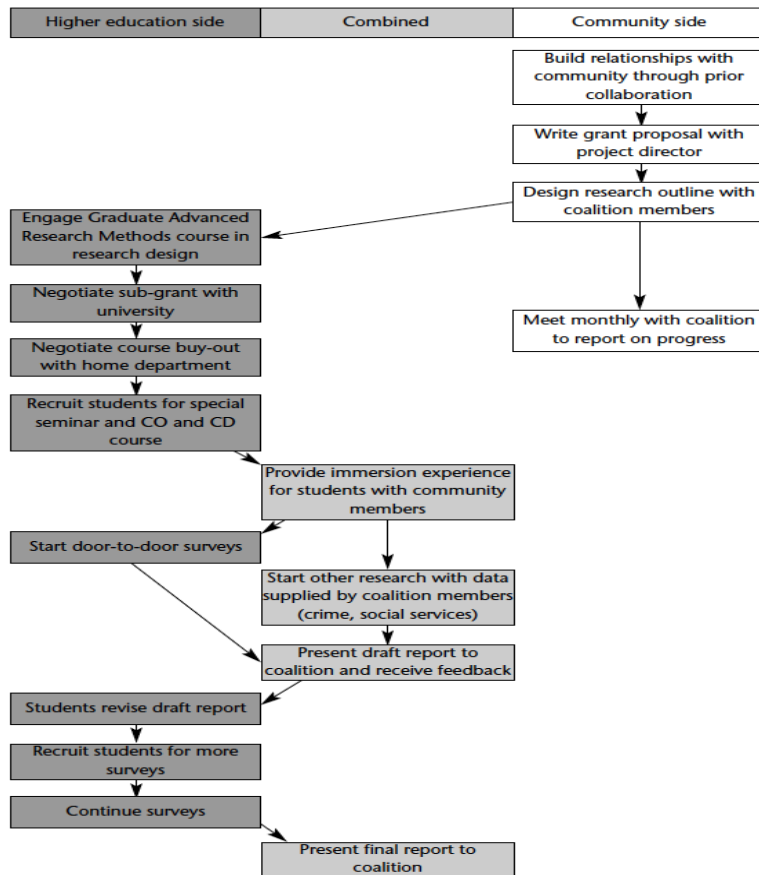 Higher education side
Combined
Community side
Build relationships with
community through prior
collaboration
Write grant proposal with
project director
Design research outline with
coalition members
Engage Graduate Advanced
Research Methods course in
research design
Negotiate sub-grant with
university
Meet monthly with coalition
to report on progress
Negotiate course buy-out
with home department
Recruit students for special
seminar and CO and CD
course
Provide immersion experience
for students with community
members
Start door-to-door surveys
Start other research with data
supplied by coalition members
(crime, social services)
Present draft report to
coalition and receive feedback
Students revise draft report
Recruit students for more
surveys
Continue surveys
Present final report to
coalition